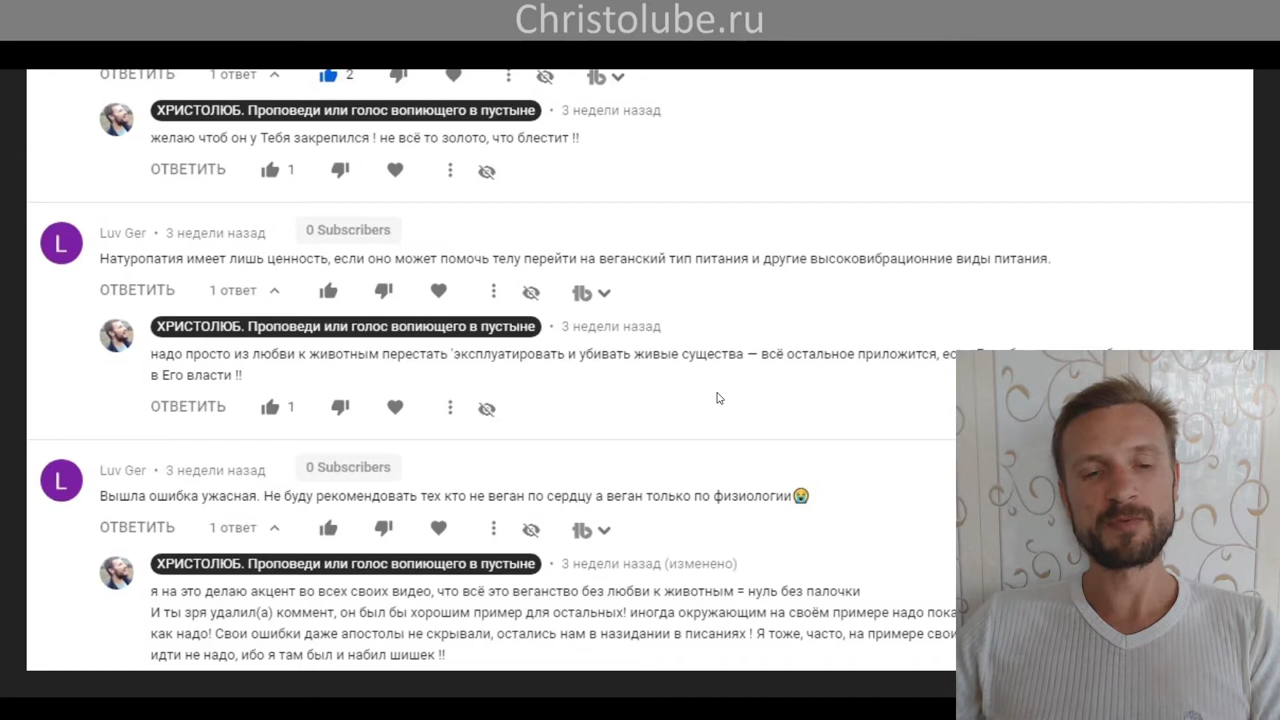 Christolube.ru
ОТВЕТИТЬ 1 ответ 2
ХРИСТОЛЮБ. Проповеди или голос вопиющего в пустыне • 3 недели назад
желаю чтоб он у Тебя закрепился ! не всё то золото, что блестит !!
ОТВЕТИТЬ 1
L Luv Ger • 3 недели назад 0 Subscribers
Натуропатия имеет лишь ценность, если оно может помочь телу перейти на веганский тип питания и другие высоковибрационние виды питания.
ОТВЕТИТЬ 1 ответ
ХРИСТОЛЮБ. Проповеди или голос вопиющего в пустыне • 3 недели назад
надо просто из любви к животным перестать 'эксплуатировать и убивать живые существа — всё остальное приложится,
в Его власти !!
ОТВЕТИТЬ 1
L Luv Ger • 3 недели назад 0 Subscribers
Вышла ошибка ужасная. Не буду рекомендовать тех кто не веган по сердцу а веган только по физиологии😭
ОТВЕТИТЬ 1 ответ
ХРИСТОЛЮБ. Проповеди или голос вопиющего в пустыне • 3 недели назад (изменено)
я на это делаю акцент во всех своих видео, что всё это веганство без любви к животным = нуль без палочки
И ты зря удалил(а) коммент, он был бы хорошим пример для остальных! иногда окружающим на своём примере надо
как надо! Свои ошибки даже апостолы не скрывали, остались нам в назидании в писаниях ! Я тоже, часто, на примере
идти не надо, ибо я там был и набил шишек !!